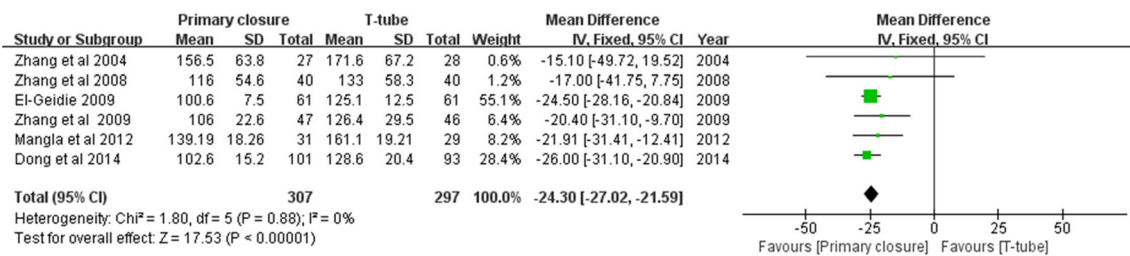 Primary closure T-tube Mean Difference Mean Difference
Study or Subgroup Mean SD Total Mean SD Total Weight IV, Fixed, 95% CI Year IV, Fixed, 95% CI
Zhang et al 2004 156.5 63.8 27 171.6 67.2 28 0.6% -15.10 [-49.72, 19.52] 2004
Zhang et al 2008 116 54.6 40 133 58.3 40 1.2% -17.00 [-41.75, 7.75] 2008
El-Geidie 2009 100.6 7.5 61 125.1 12.5 61 55.1% -24.50 [-28.16, -20.84] 2009
Zhang et al 2009 106 22.6 47 126.4 29.5 46 6.4% -20.40 [-31.10, -9.70] 2009
Mangla et al 2012 139.19 18.26 31 161.1 19.21 29 8.2% -21.91 [-31.41, -12.41] 2012
Dong et al 2014 102.6 15.2 101 128.6 20.4 93 28.4% -26.00 [-31.10, -20.90] 2014
Total (95% CI) 307 297 100.0% -24.30 [-27.02, -21.59]
Heterogeneity: Chi² = 1.80, df = 5 (P = 0.88); I² = 0%
Test for overall effect: Z = 17.53 (P < 0.00001)
-50 -25 0 25 50
Favours [Primary closure] Favours [T-tube]